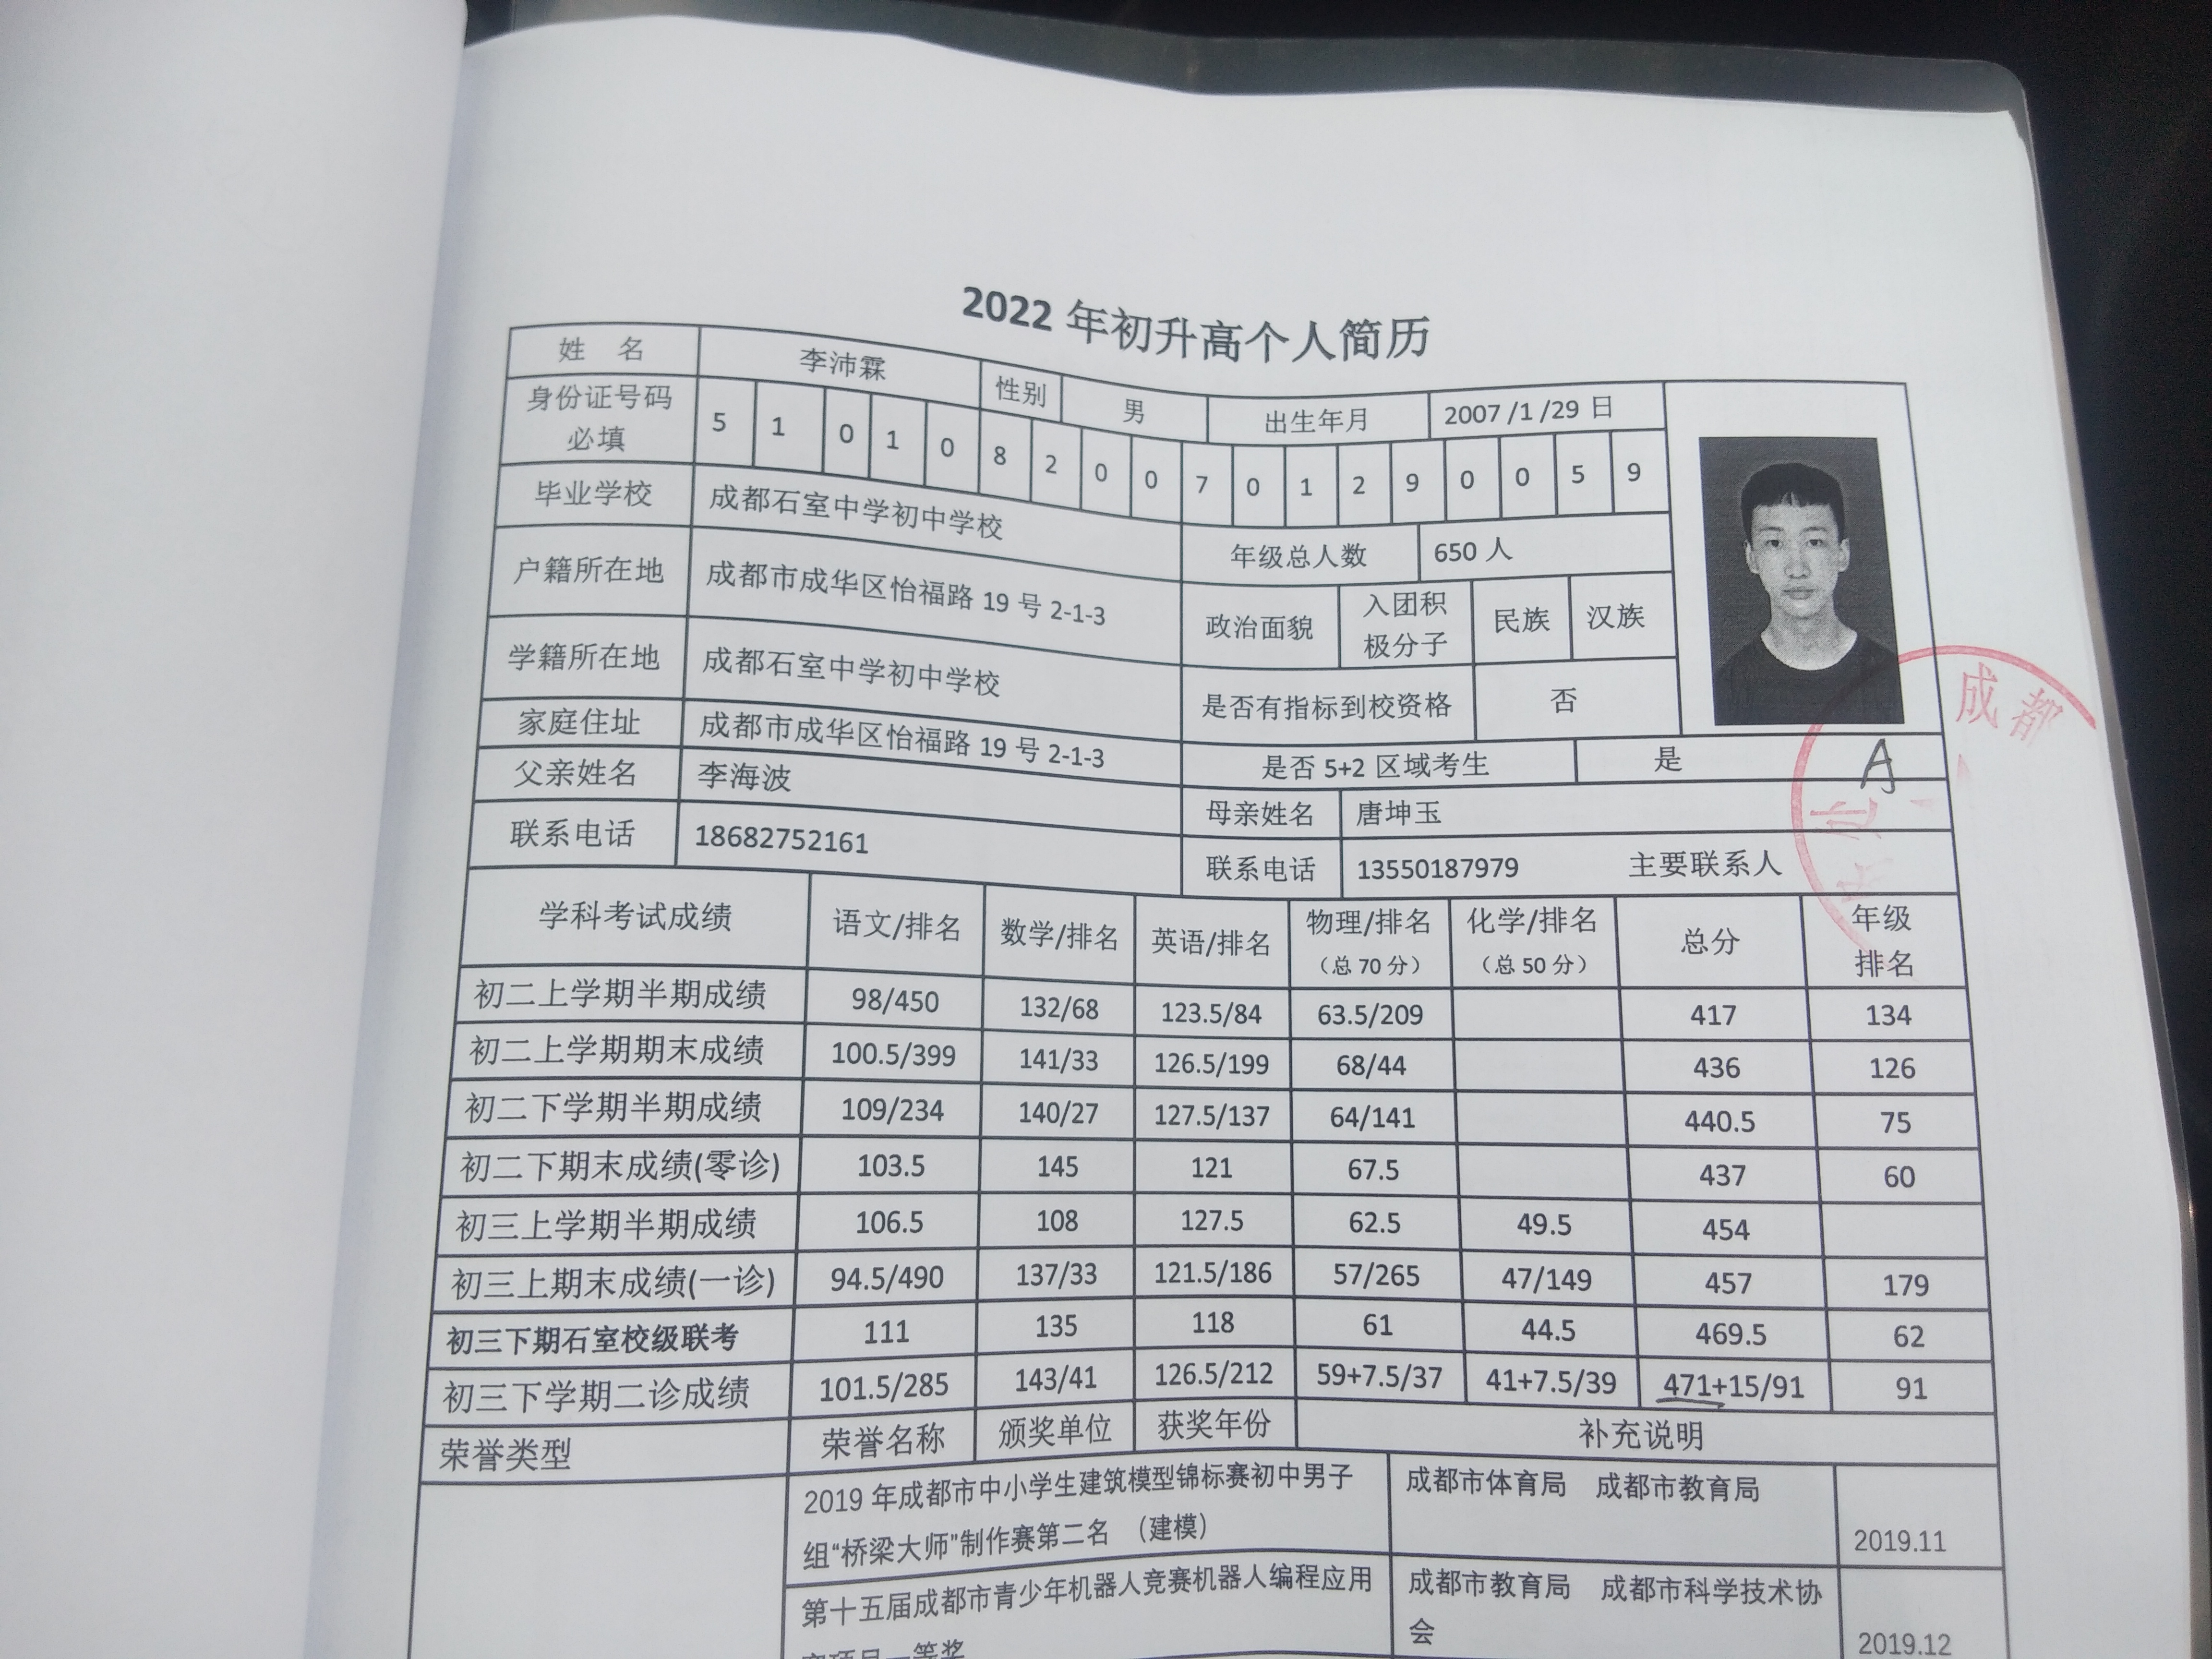 2022 年初升高个人简历
姓 名 李沛霖 性别 男 出生年月 2007 /1 /29 日
身份证号码 必填 5 1 0 1 0 8 2 0 0 7 0 1 2 9 0 0 5 9
毕业学校 成都石室中学初中学校 年级总人数 650 人
户籍所在地 成都市成华区怡福路 19 号 2-1-3 政治面貌 入团积极分子 民族 汉族
学籍所在地 成都石室中学初中学校 是否有指标到校资格 否
家庭住址 成都市成华区怡福路 19 号 2-1-3 是否 5+2 区域考生 是 A
父亲姓名 李海波 母亲姓名 唐坤玉
联系电话 18682752161 联系电话 13550187979 主要联系人
成都
学科考试成绩 语文/排名 数学/排名 英语/排名 物理/排名 （总 70 分） 化学/排名 （总 50 分） 总分 年级排名
初二上学期半期成绩 98/450 132/68 123.5/84 63.5/209 417 134
初二上学期期末成绩 100.5/399 141/33 126.5/199 68/44 436 126
初二下学期半期成绩 109/234 140/27 127.5/137 64/141 440.5 75
初二下期末成绩(零诊) 103.5 145 121 67.5 437 60
初三上学期半期成绩 106.5 108 127.5 62.5 49.5 454
初三上期末成绩(一诊) 94.5/490 137/33 121.5/186 57/265 47/149 457 179
初三下期石室校级联考 111 135 118 61 44.5 469.5 62
初三下学期二诊成绩 101.5/285 143/41 126.5/212 59+7.5/37 41+7.5/39 471+15/91 91
荣誉类型 荣誉名称 颁奖单位 获奖年份 补充说明
2019 年成都市中小学生建筑模型锦标赛初中男子 成都市体育局 成都市教育局
组“桥梁大师”制作赛第二名 （建模） 2019.11
第十五届成都市青少年机器人竞赛机器人编程应用 成都市教育局 成都市科学技术协
会 2019.12
一等奖